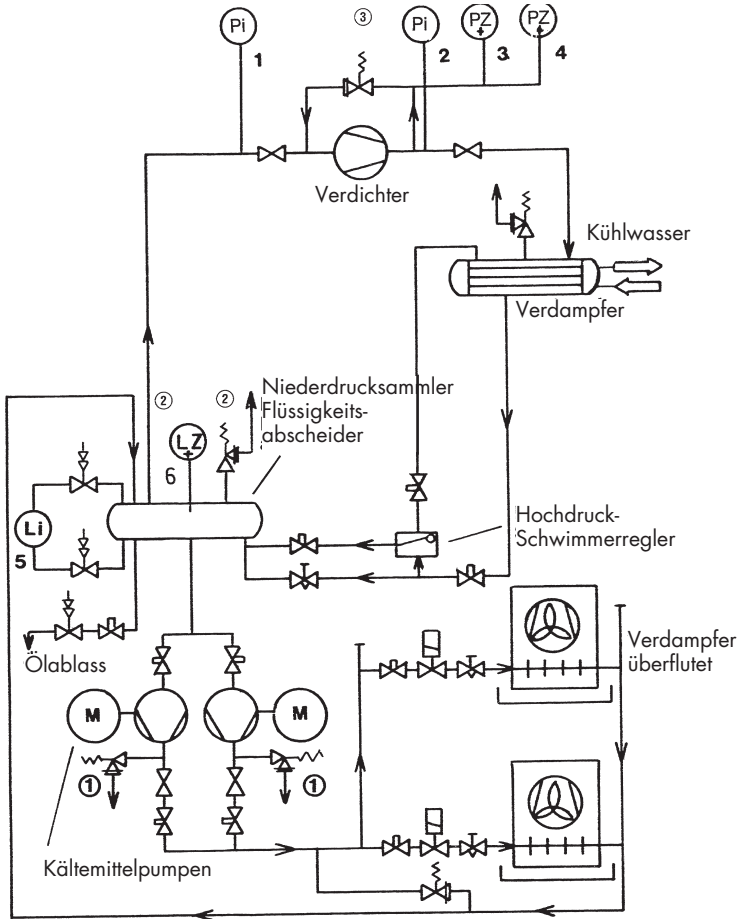 Pi
1
③
Pi
2
PZ
+
3
PZ
+
4
Verdichter
Kühlwasser
Verdampfer
②
LZ
+
6
②
Niederdrucksammler
Flüssigkeits-
abscheider
Li
5
Hochdruck-
Schwimmerregler
Ölablass
Verdampfer
überflutet
M
M
①
①
Kältemittelpumpen